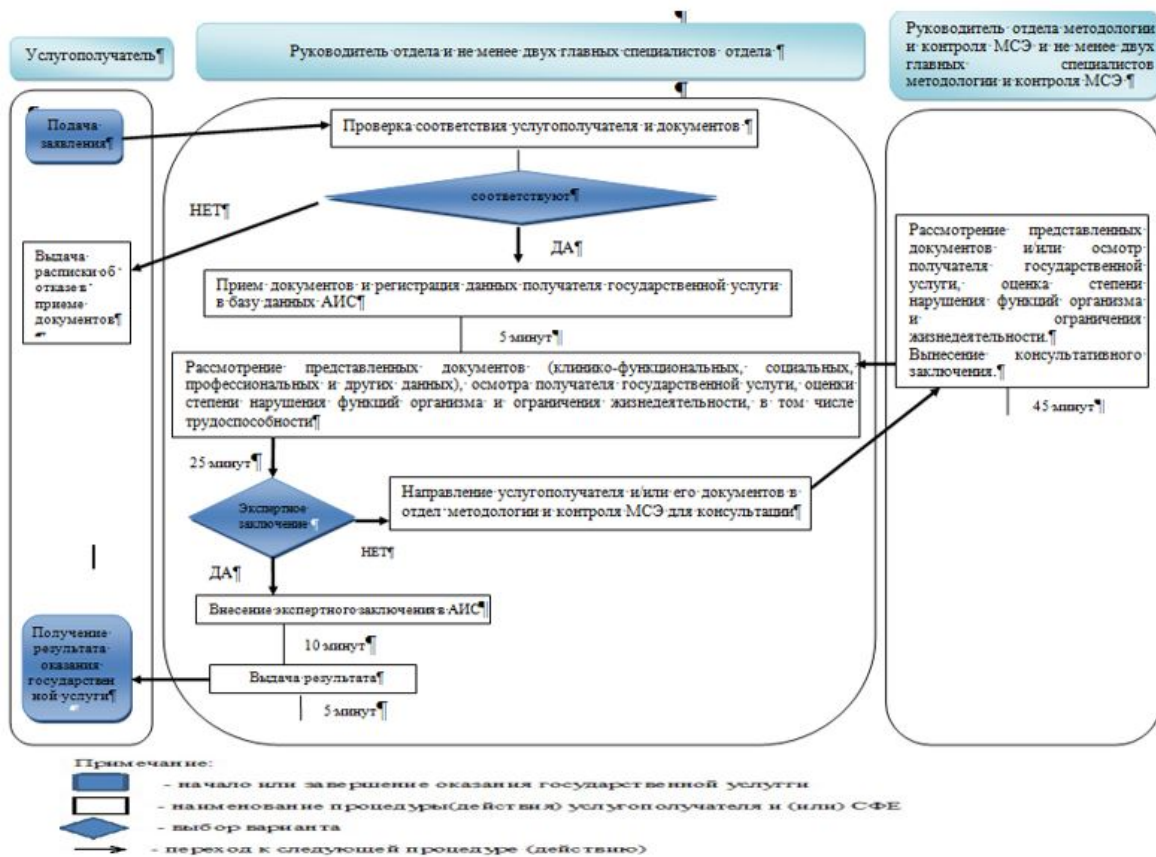 Услугополучатель¶
Руководитель отдела и не менее двух главных специалистов отдела ¶
Руководитель отдела методологии
и контроля МСЭ и не менее двух
главных специалистов
методологии и контроля МСЭ ¶
Подача
заявления¶
Проверка соответствия услугополучателя и документов ¶
соответствуют¶
НЕТ¶
ДА¶
Выдача
расписки об
отказе в
приеме
документов¶
Прием документов и регистрация данных получателя государственной услуги
в базу данных АИС¶
5 минут¶
Рассмотрение представленных
документов и/или осмотр
получателя государственной
услуги, оценка степени
нарушения функций организма
и ограничения
жизнедеятельности.¶
Вынесение консультативного
заключения.¶
45 минут¶
Рассмотрение представленных документов (клинико-функциональных, социальных,
профессиональных и других данных), осмотра получателя государственной услуги, оценки
степени нарушения функций организма и ограничения жизнедеятельности, в том числе
трудоспособности¶
25 минут¶
Экспертное
заключение ¶
Направление услугополучателя и/или его документов в
отдел методологии и контроля МСЭ для консультации¶
НЕТ¶
ДА¶
Внесение экспертного заключения в АИС¶
10 минут¶
Получение
результата
оказания
государствен
ной услуги¶
Выдача результата¶
5 минут¶
Примечание:
- начало или завершение оказания государственной услугги
- наименование процедуры(действия) услугополучателя и (или) СФЕ
- выбор варианта
- переход к следующей процедуре (действию)